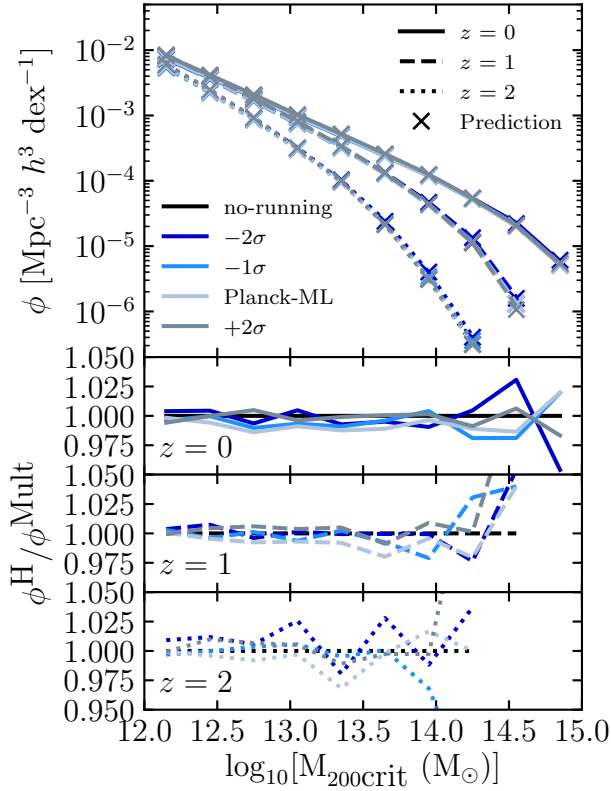 10⁻²
10⁻³
10⁻⁴
10⁻⁵
10⁻⁶
ϕ [Mpc⁻³ h³ dex⁻¹]
z = 0
z = 1
z = 2
Prediction
no-running
−2σ
−1σ
Planck-ML
+2σ
1.050
1.025
1.000
0.975
z = 0
1.050
1.025
1.000
0.975
z = 1
1.050
1.025
1.000
0.975
0.950
z = 2
ϕᴴ/ϕᴹᵘˡᵗ
12.0 12.5 13.0 13.5 14.0 14.5 15.0
log₁₀[M₂₀₀crit (M⊙)]